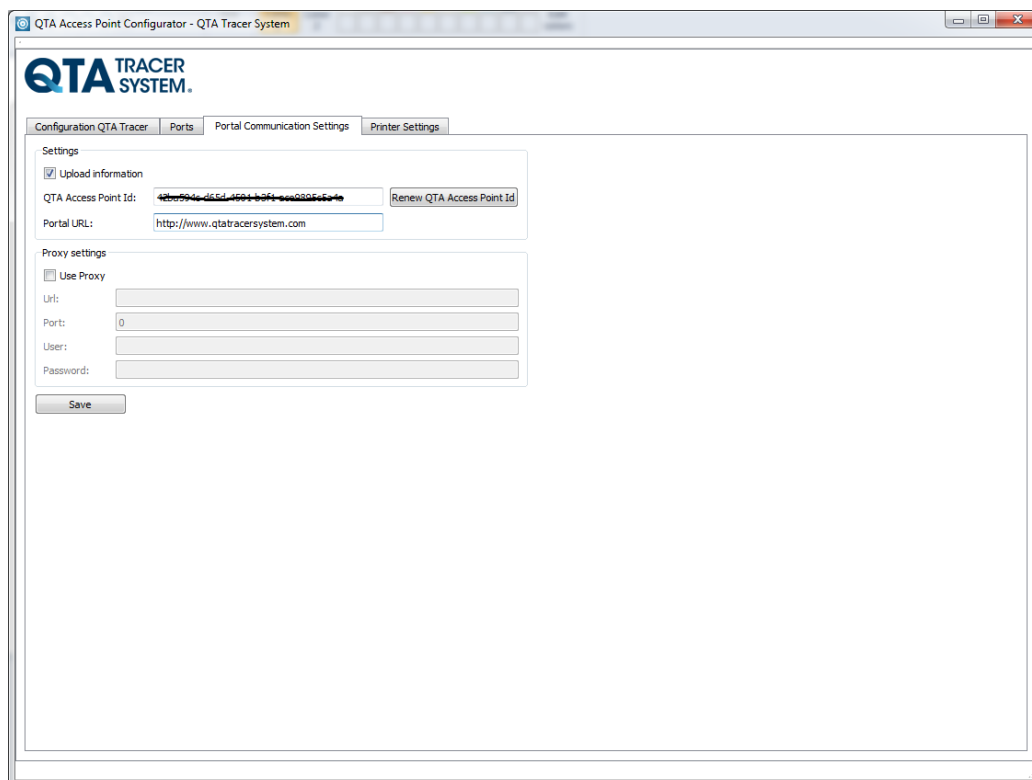 QTA Access Point Configurator - QTA Tracer System
QTA TRACER
SYSTEM.
Configuration QTA Tracer Ports Portal Communication Settings Printer Settings
Settings
Upload information
QTA Access Point Id: Renew QTA Access Point Id
Portal URL: http://www.qtatracersystem.com
Proxy settings
Use Proxy
Url:
Port: 0
User:
Password:
Save